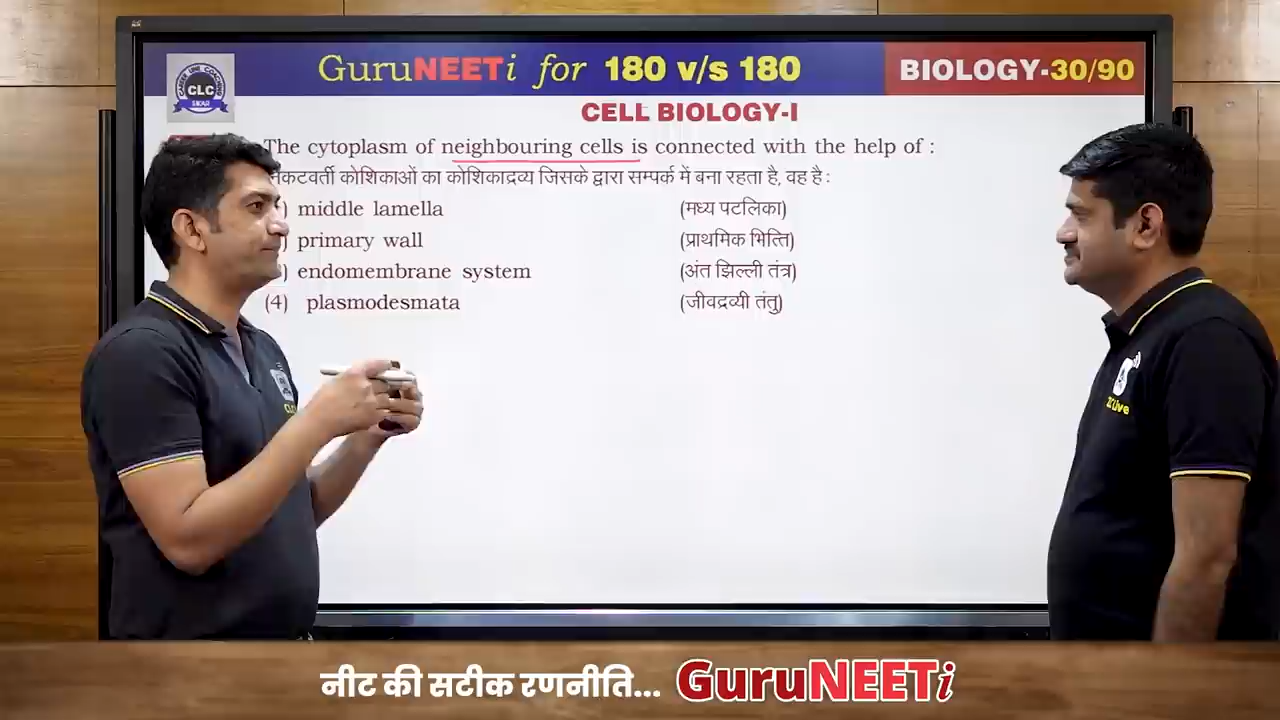 GuruNEETi for 180 v/s 180
BIOLOGY-30/90
CLC
SIKAR
CELL BIOLOGY-I
The cytoplasm of neighbouring cells is connected with the help of :
कोशिकाओं का कोशिकाद्रव्य जिसके द्वारा सम्पर्क में बना रहता है, वह है :
middle lamella (मध्य पटलिका)
primary wall (प्राथमिक भित्ति)
endomembrane system (अंत झिल्ली तंत्र)
(4) plasmodesmata (जीवद्रव्यी तंतु)
नीट की सटीक रणनीति... GuruNEETi